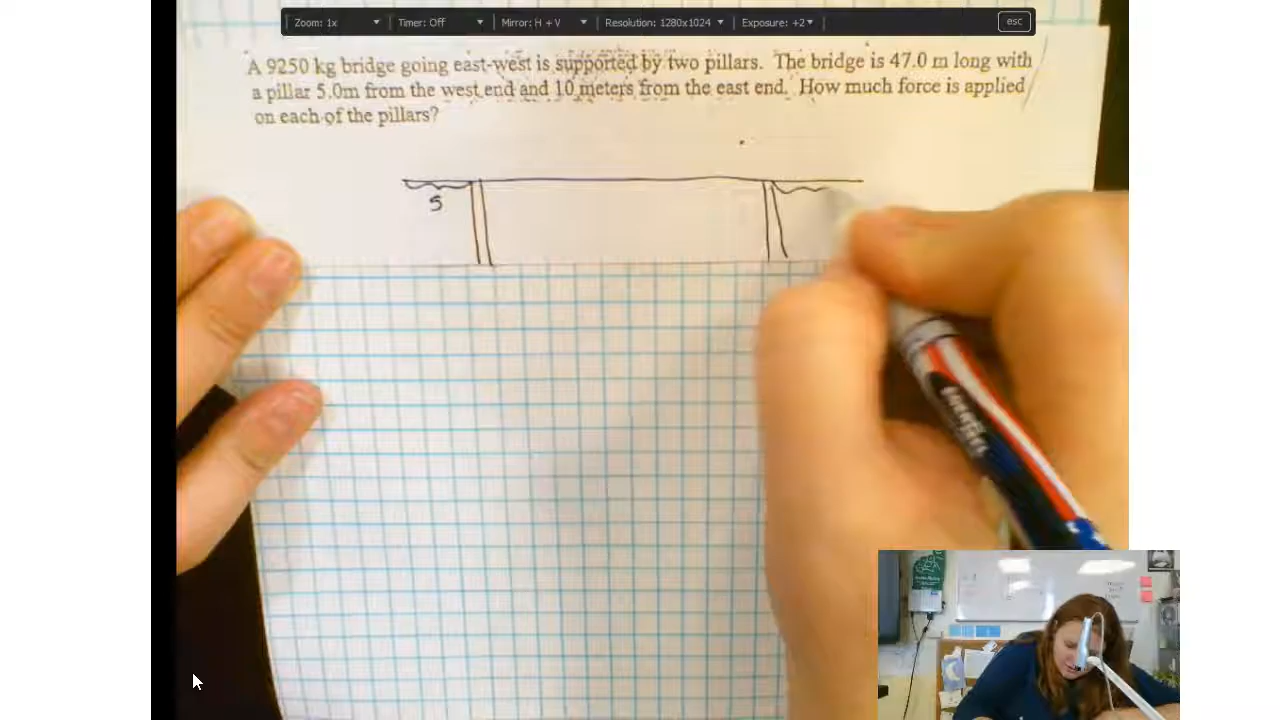 Zoom: 1x Timer: Off Mirror: H + V Resolution: 1280x1024 Exposure: +2 esc
A 9250 kg bridge going east-west is supported by two pillars. The bridge is 47.0 m long with
a pillar 5.0m from the west end and 10 meters from the east end. How much force is applied
on each of the pillars?
5